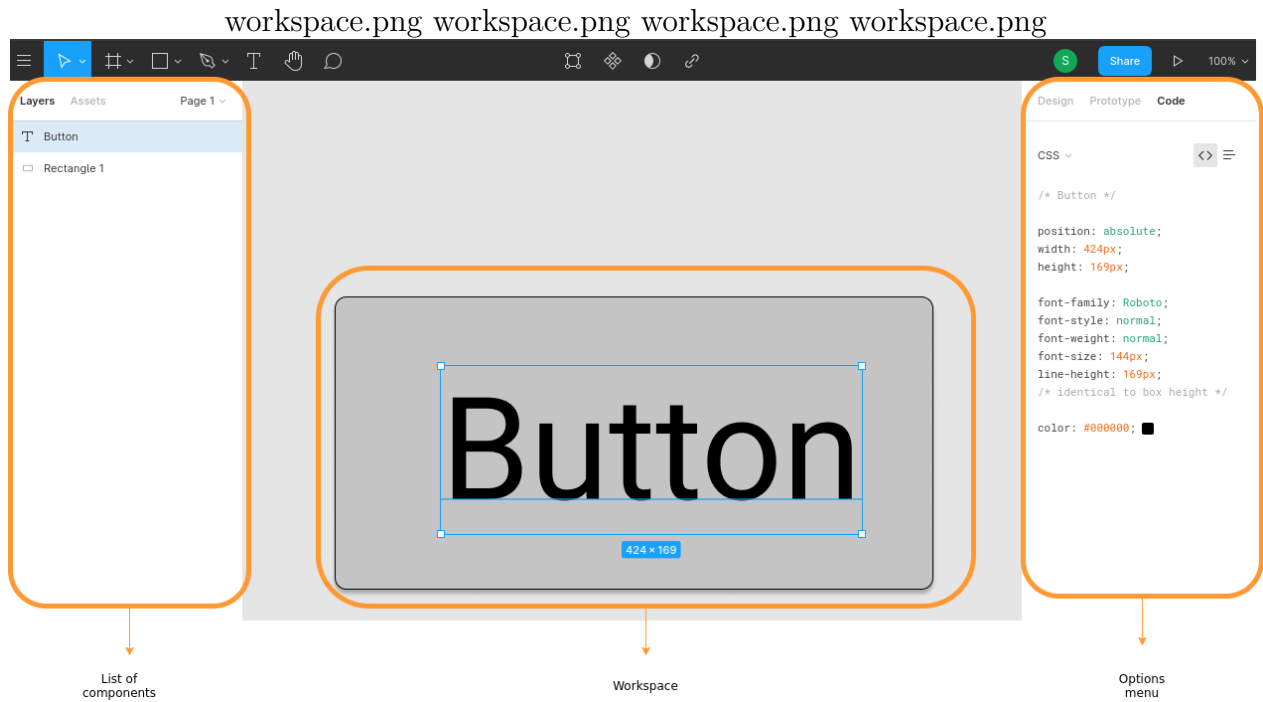 workspace.png workspace.png workspace.png workspace.png
S Share 100%
Layers Assets Page 1
Button
Rectangle 1
Button
424 × 169
Design Prototype Code
CSS
/* Button */
position: absolute;
width: 424px;
height: 169px;
font-family: Roboto;
font-style: normal;
font-weight: normal;
font-size: 144px;
line-height: 169px;
/* identical to box height */
color: #000000;
List of
components
Workspace
Options
menu